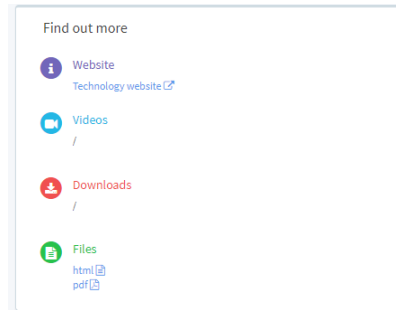 Find out more
Website
Technology website
Videos
/
Downloads
/
Files
html
pdf